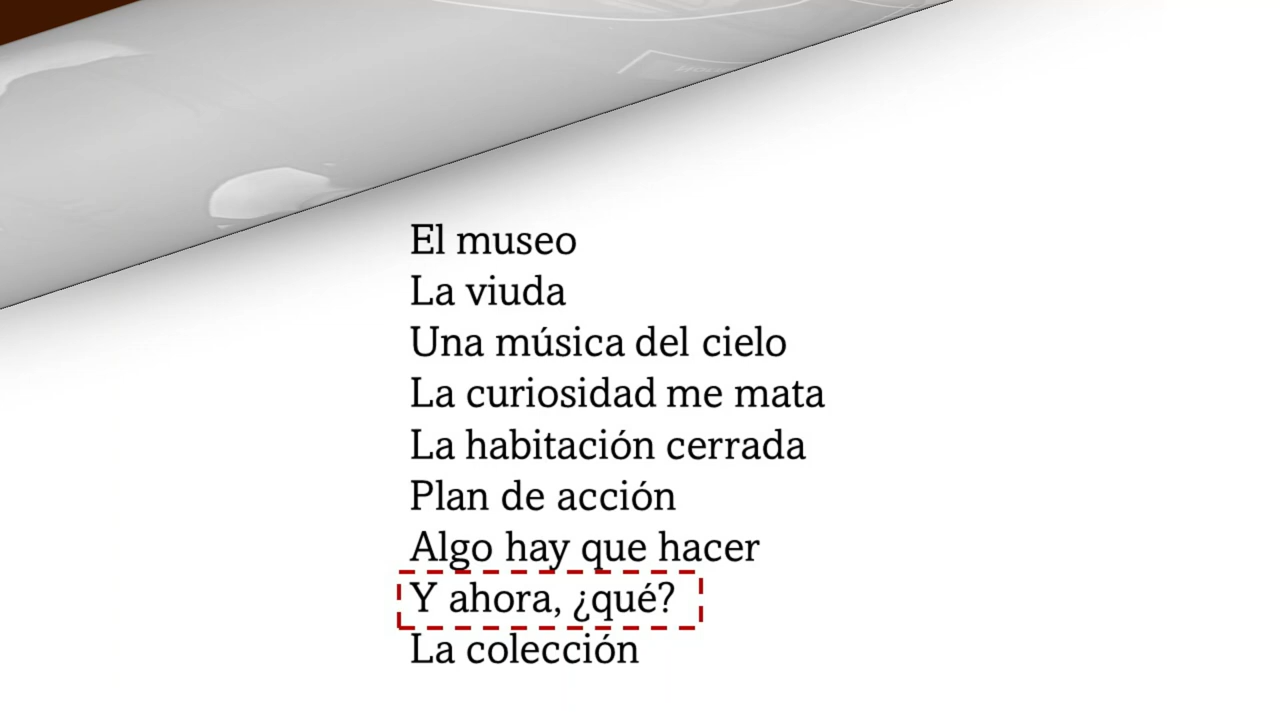 El museo
La viuda
Una música del cielo
La curiosidad me mata
La habitación cerrada
Plan de acción
Algo hay que hacer
Y ahora, ¿qué?
La colección